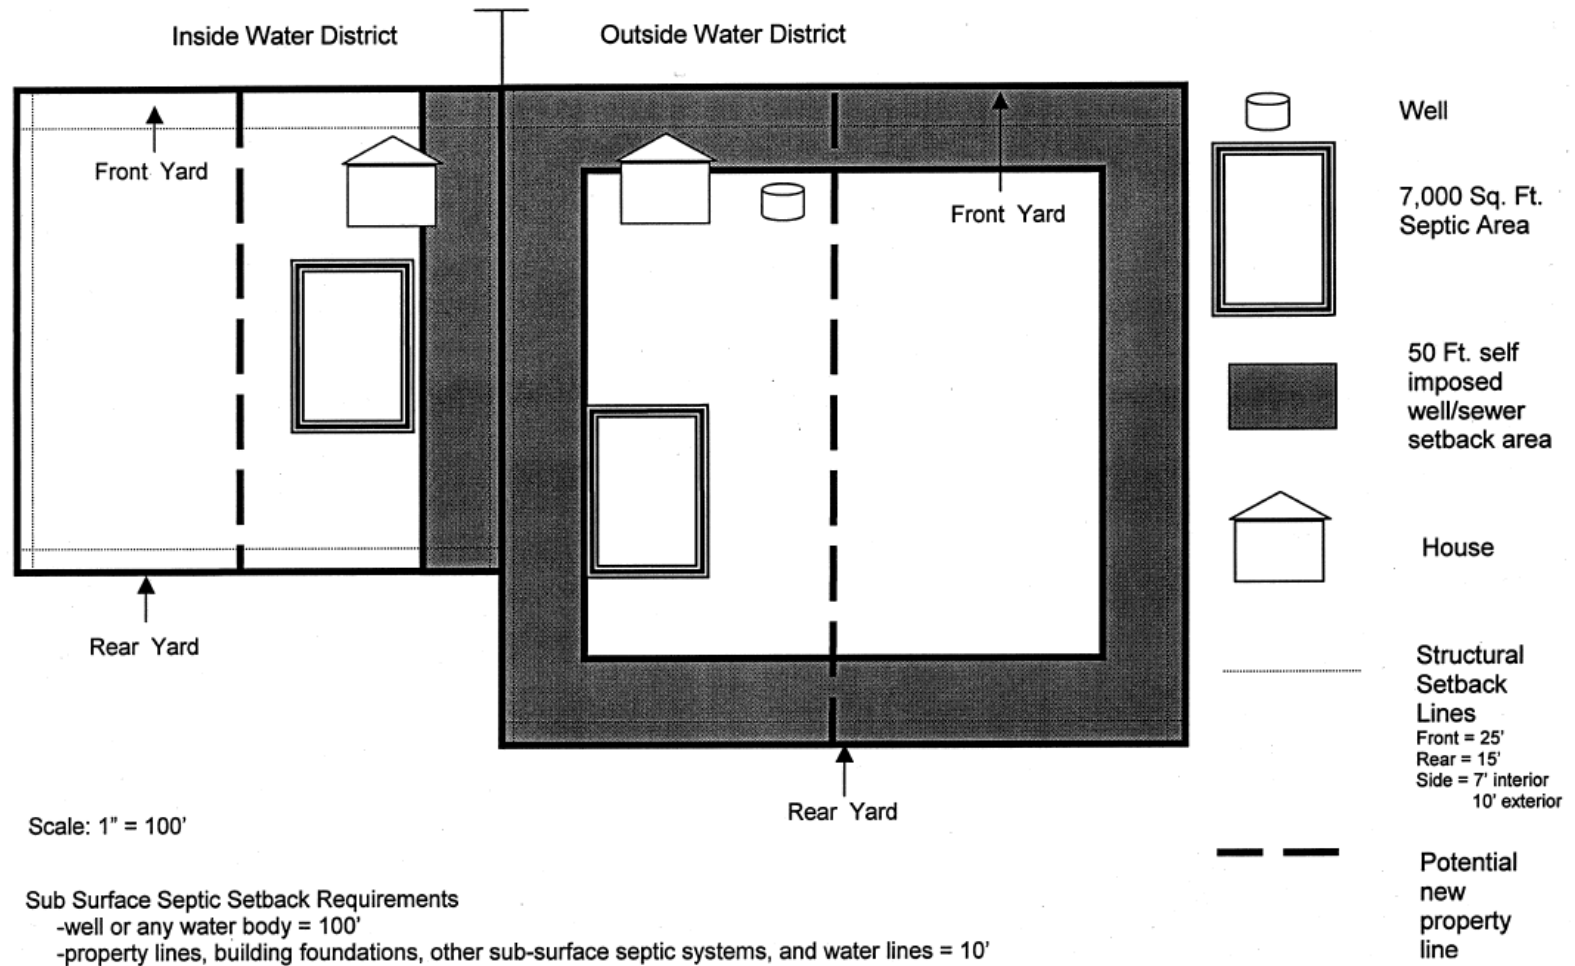 Inside Water District
Outside Water District
Front Yard
Front Yard
Rear Yard
Rear Yard
Well
7,000 Sq. Ft.
Septic Area
50 Ft. self
imposed
well/sewer
setback area
House
Structural
Setback
Lines
Front = 25'
Rear = 15'
Side = 7' interior
10' exterior
Potential
new
property
line
Scale: 1" = 100'
Sub Surface Septic Setback Requirements
-well or any water body = 100'
-property lines, building foundations, other sub-surface septic systems, and water lines = 10'